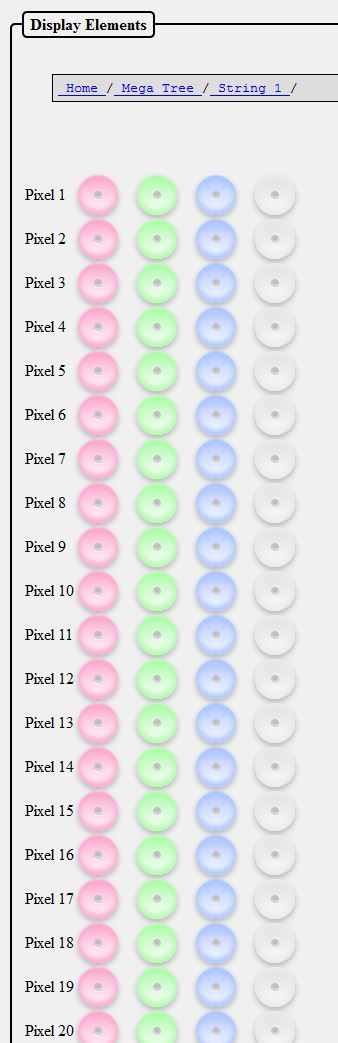 Display Elements
Home / Mega Tree / String 1 /
Pixel 1
Pixel 2
Pixel 3
Pixel 4
Pixel 5
Pixel 6
Pixel 7
Pixel 8
Pixel 9
Pixel 10
Pixel 11
Pixel 12
Pixel 13
Pixel 14
Pixel 15
Pixel 16
Pixel 17
Pixel 18
Pixel 19
Pixel 20